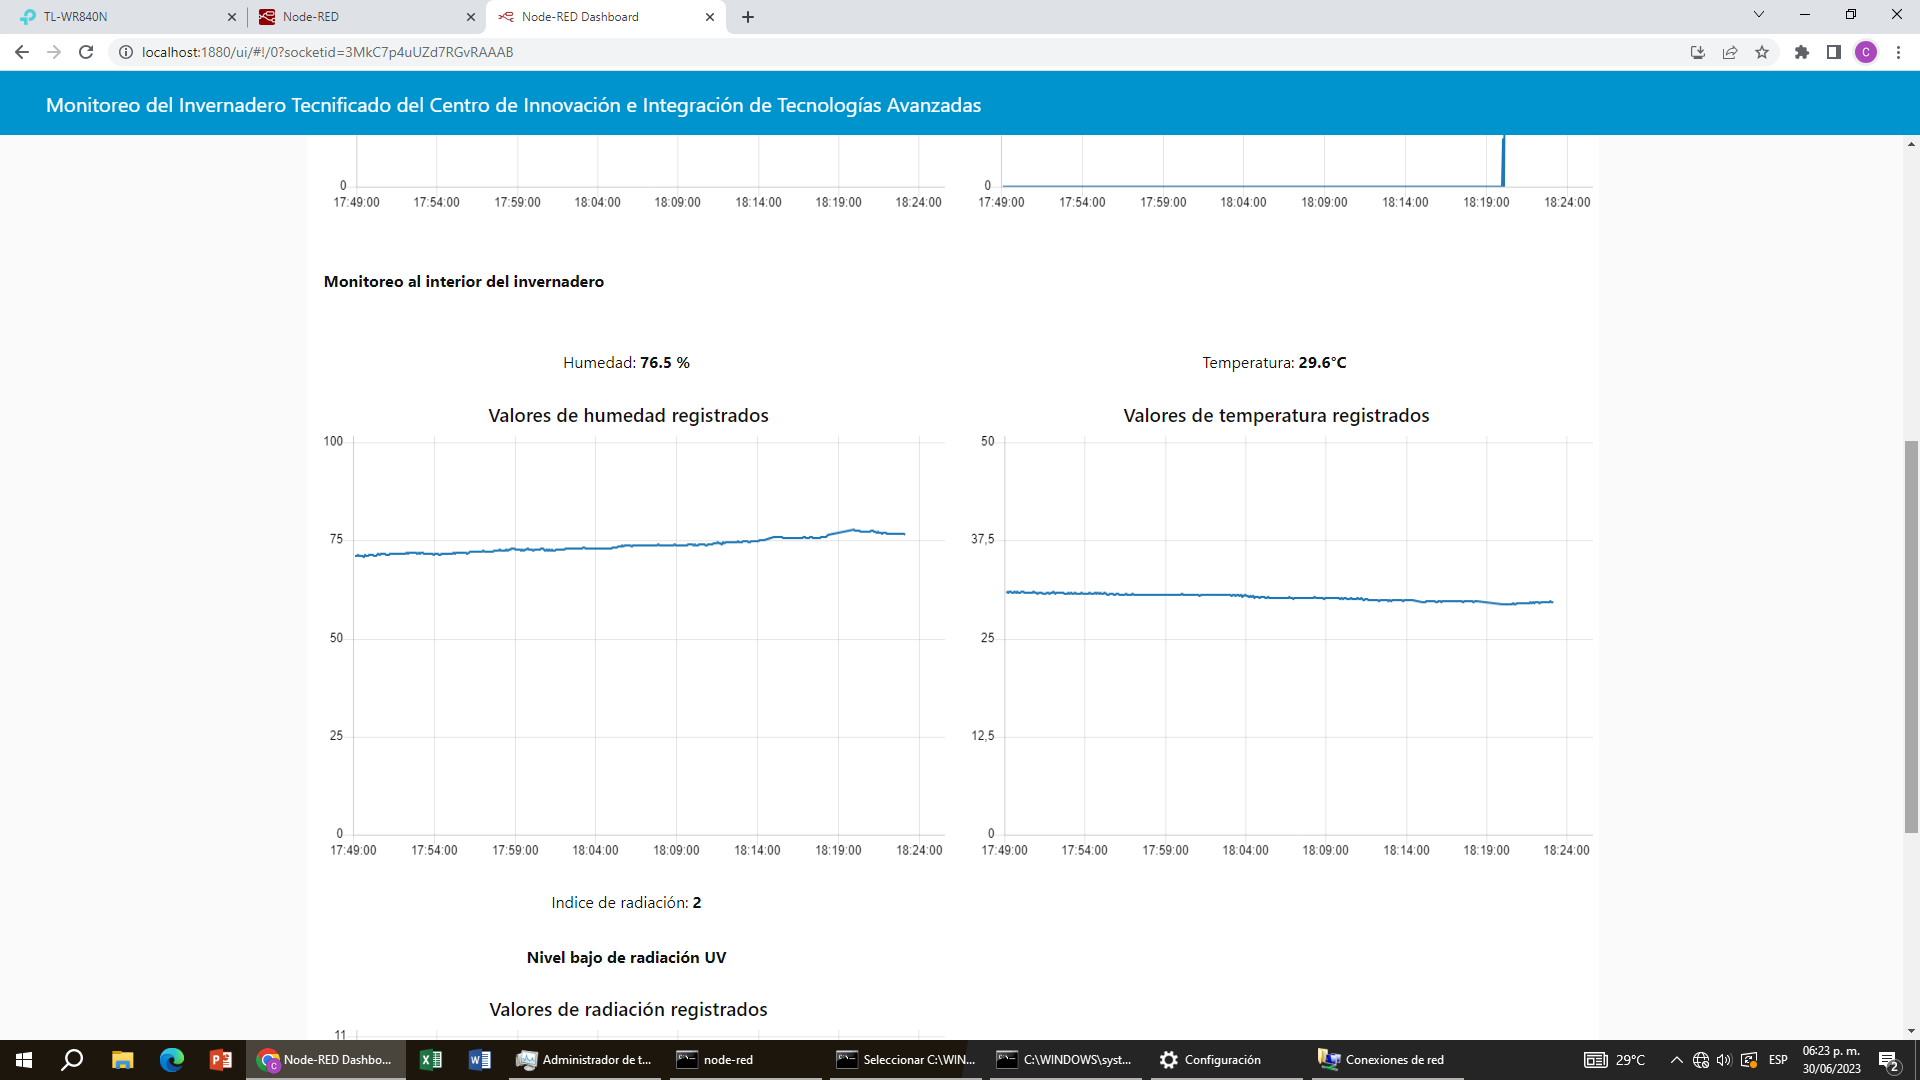 TL-WR840N
Node-RED
Node-RED Dashboard
localhost:1880/ui/#!/0?socketid=3MkC7p4uUZd7RGvRAAAB
C
Monitoreo del Invernadero Tecnificado del Centro de Innovación e Integración de Tecnologías Avanzadas
0
17:49:00 17:54:00 17:59:00 18:04:00 18:09:00 18:14:00 18:19:00 18:24:00
0
17:49:00 17:54:00 17:59:00 18:04:00 18:09:00 18:14:00 18:19:00 18:24:00
Monitoreo al interior del invernadero
Humedad: 76.5 %
Temperatura: 29.6°C
Valores de humedad registrados
100
75
50
25
0
17:49:00 17:54:00 17:59:00 18:04:00 18:09:00 18:14:00 18:19:00 18:24:00
Valores de temperatura registrados
50
37,5
25
12,5
0
17:49:00 17:54:00 17:59:00 18:04:00 18:09:00 18:14:00 18:19:00 18:24:00
Indice de radiación: 2
Nivel bajo de radiación UV
Valores de radiación registrados
11
C
Node-RED Dashbo...
Administrador de t...
node-red
Seleccionar C:\WIN...
C:\WINDOWS\syst...
Configuración
Conexiones de red
29°C
ESP
06:23 p. m.
30/06/2023
2